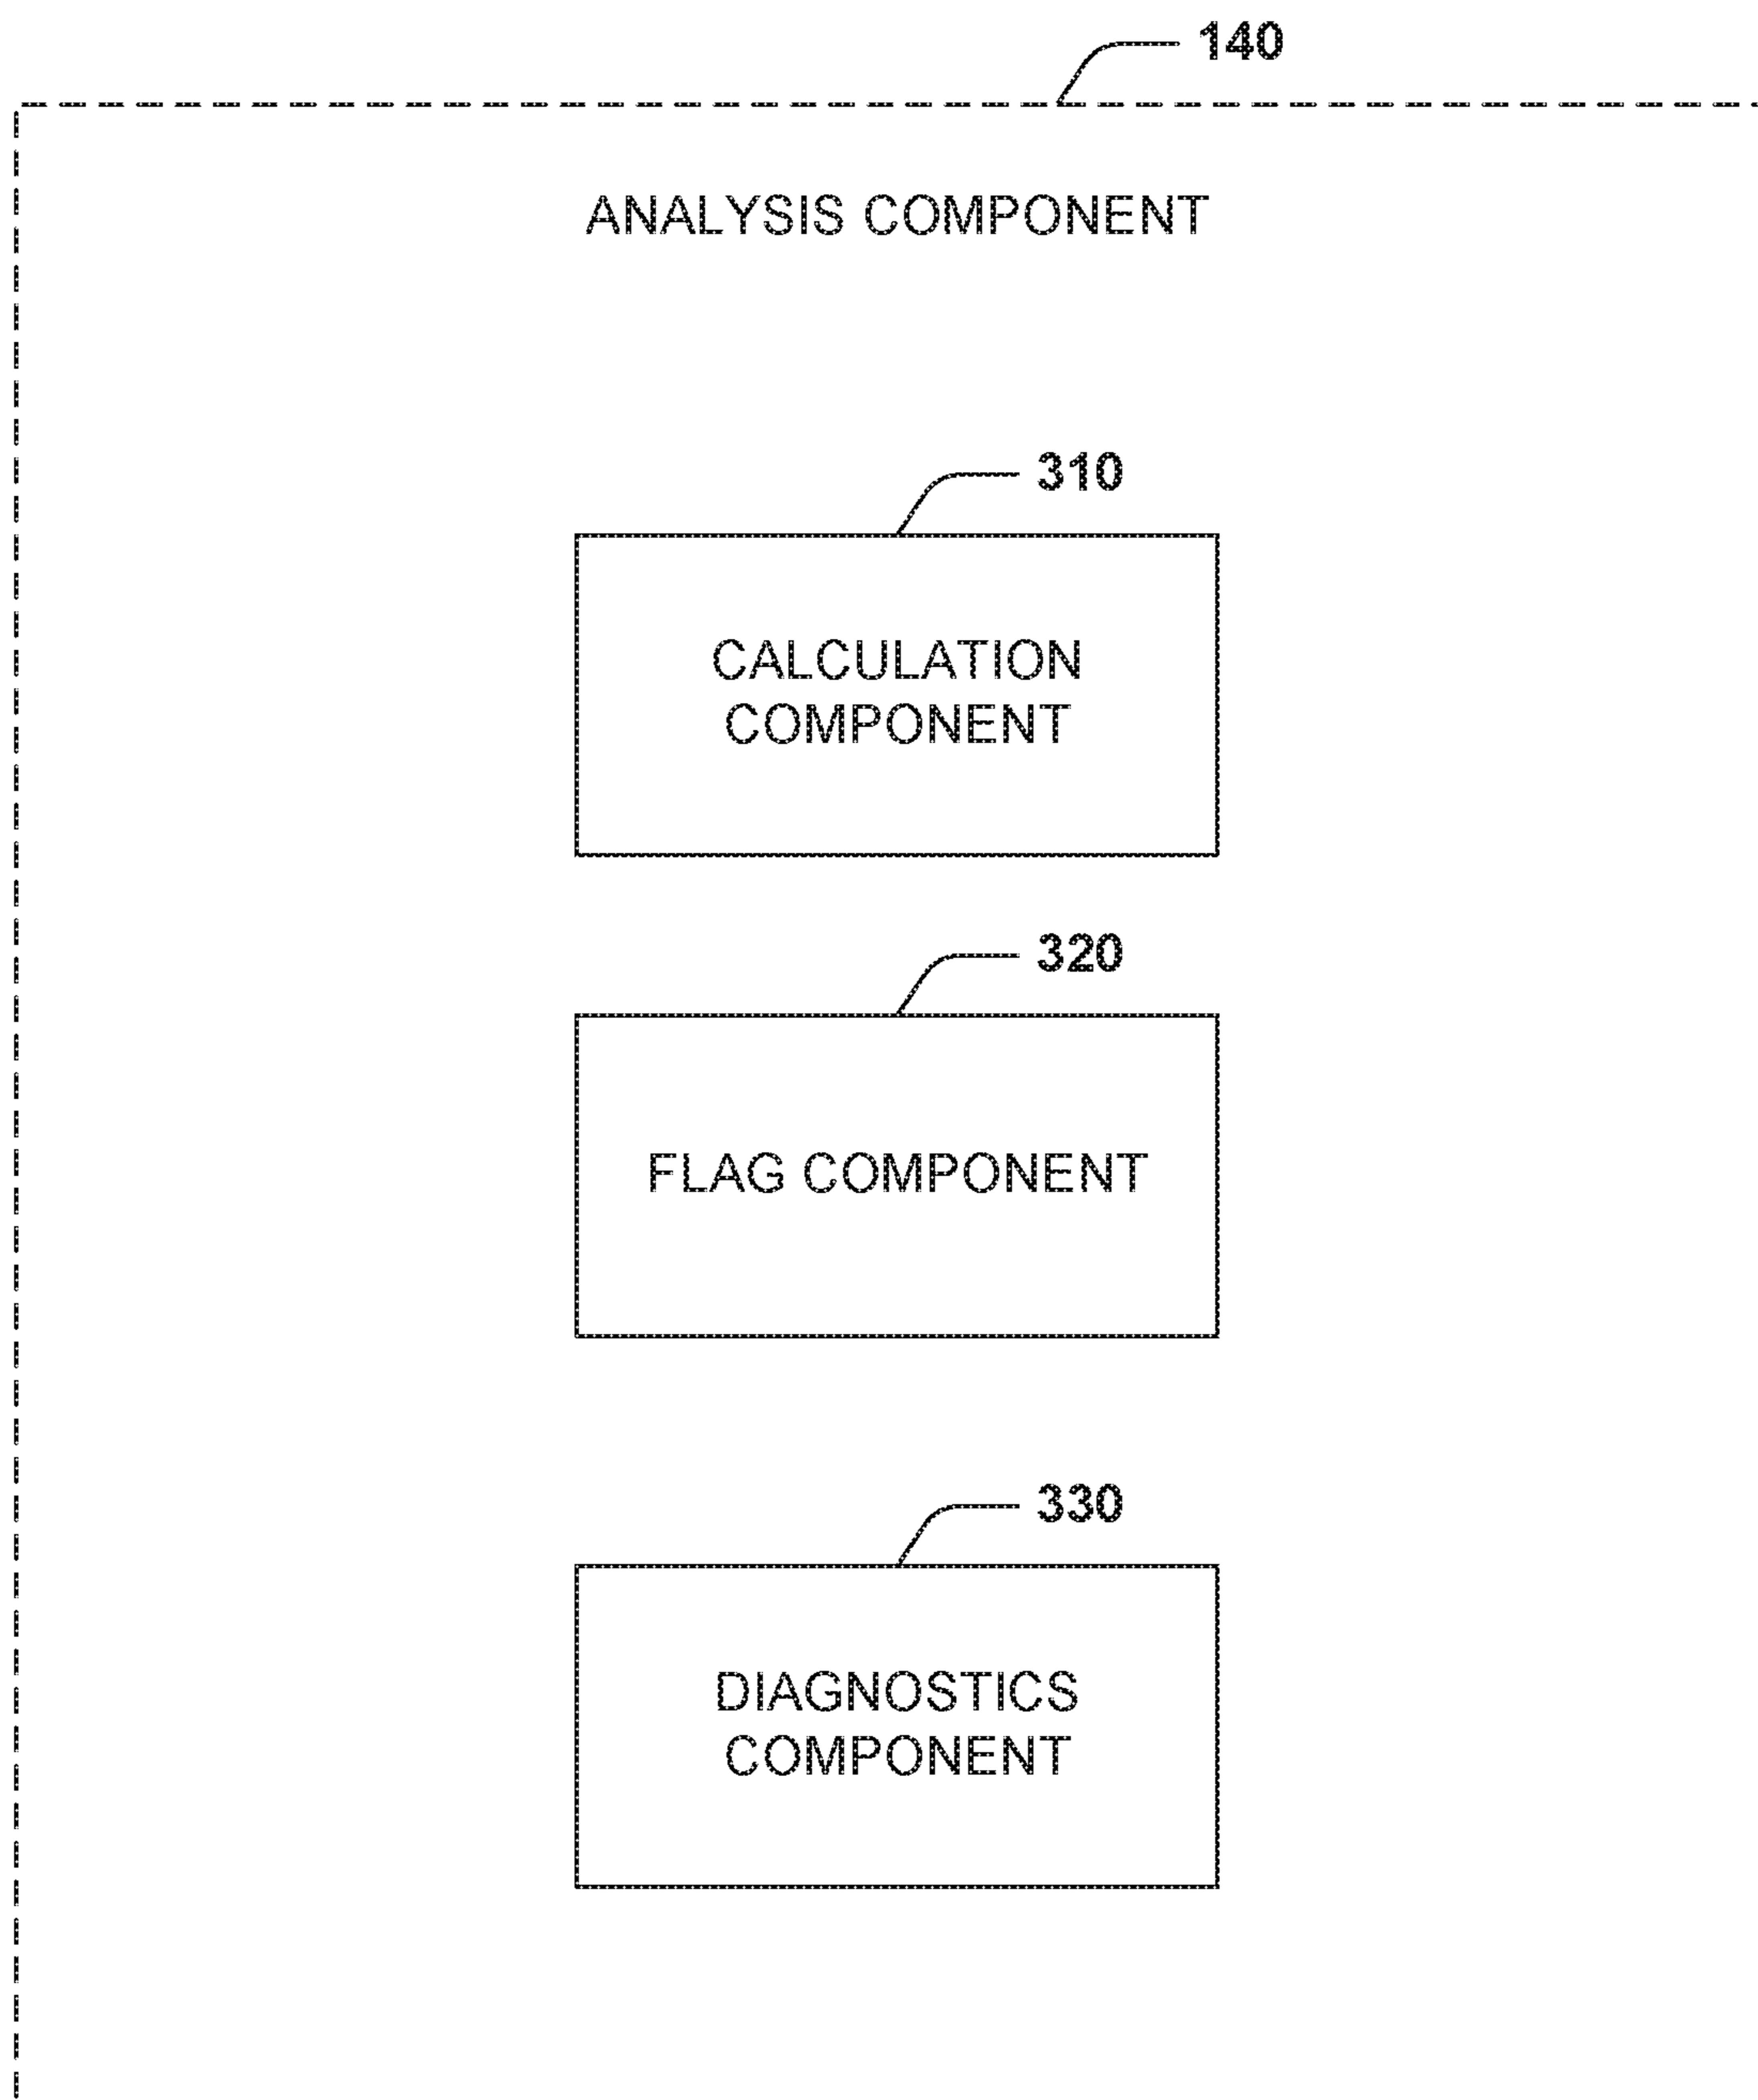 140
ANALYSIS COMPONENT
310
CALCULATION
COMPONENT
320
FLAG COMPONENT
330
DIAGNOSTICS
COMPONENT